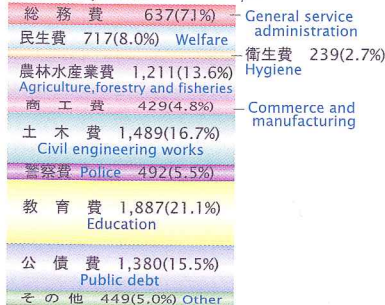 総務費 637(7.1%) General service
administration
民生費 717(8.0%) Welfare
衛生費 239(2.7%)
Hygiene
農林水産業費 1,211(13.6%)
Agriculture,forestry and fisheries
商工費 429(4.8%) Commerce and
manufacturing
土木費 1,489(16.7%)
Civil engineering works
警察費 Police 492(5.5%)
教育費 1,887(21.1%)
Education
公債費 1,380(15.5%)
Public debt
その他 449(5.0%) Other